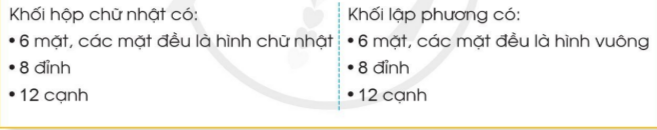 Khối hộp chữ nhật có:
• 6 mặt, các mặt đều là hình chữ nhật
• 8 đỉnh
• 12 cạnh
Khối lập phương có:
• 6 mặt, các mặt đều là hình vuông
• 8 đỉnh
• 12 cạnh